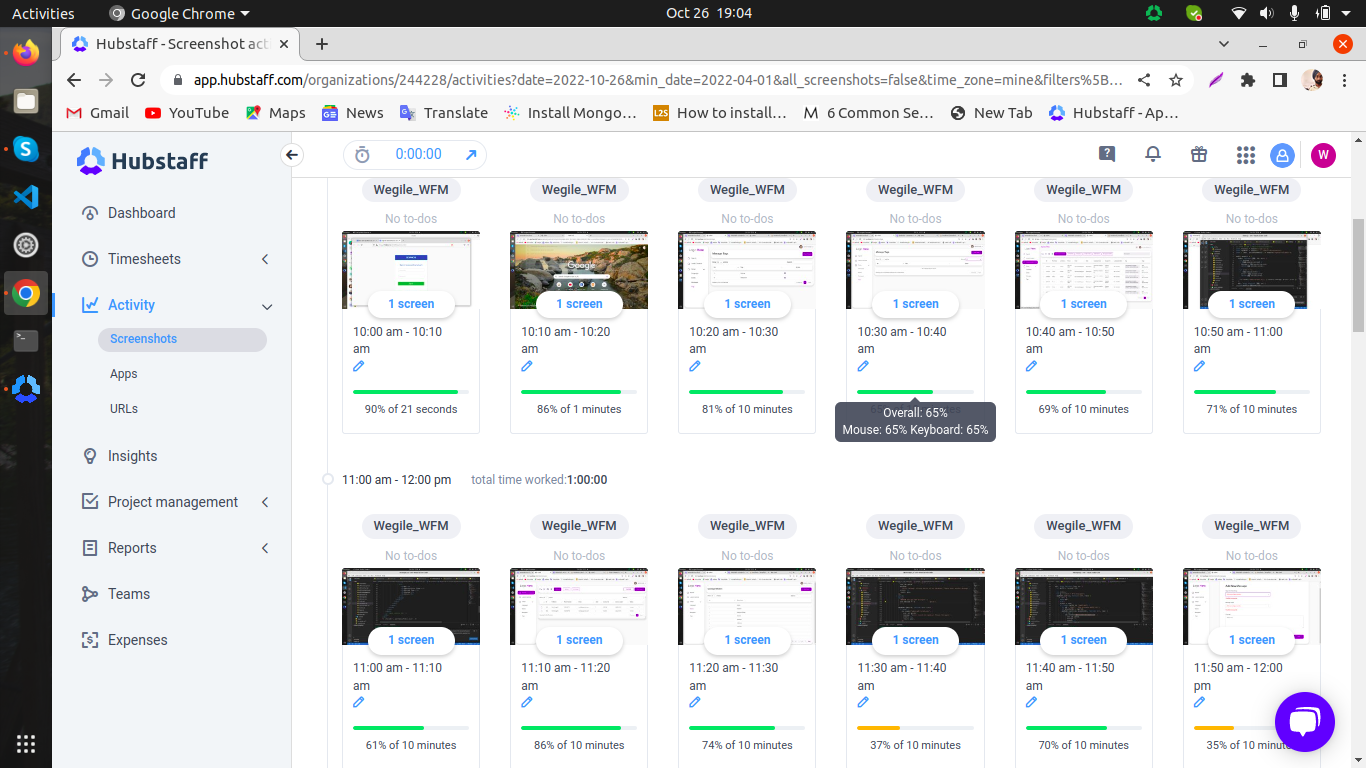 Activities
Google Chrome
Oct 26 19:04
Hubstaff - Screenshot act
app.hubstaff.com/organizations/244228/activities?date=2022-10-26&min_date=2022-04-01&all_screenshots=false&time_zone=mine&filters%5B…
Gmail YouTube Maps News Translate Install Mongo… How to install… 6 Common Se… New Tab Hubstaff - Ap…
Hubstaff
0:00:00
W
Dashboard
Timesheets
Activity
Screenshots
Apps
URLs
Insights
Project management
Reports
Teams
Expenses
Wegile_WFM Wegile_WFM Wegile_WFM Wegile_WFM Wegile_WFM Wegile_WFM
No to-dos No to-dos No to-dos No to-dos No to-dos No to-dos
Google
1 screen 1 screen 1 screen 1 screen 1 screen 1 screen
10:00 am - 10:10 am
10:10 am - 10:20 am
10:20 am - 10:30 am
10:30 am - 10:40 am
10:40 am - 10:50 am
10:50 am - 11:00 am
90% of 21 seconds 86% of 1 minutes 81% of 10 minutes 69% of 10 minutes 71% of 10 minutes
Overall: 65%
Mouse: 65% Keyboard: 65%
11:00 am - 12:00 pm total time worked:1:00:00
Wegile_WFM Wegile_WFM Wegile_WFM Wegile_WFM Wegile_WFM Wegile_WFM
No to-dos No to-dos No to-dos No to-dos No to-dos No to-dos
1 screen 1 screen 1 screen 1 screen 1 screen 1 screen
11:00 am - 11:10 am
11:10 am - 11:20 am
11:20 am - 11:30 am
11:30 am - 11:40 am
11:40 am - 11:50 am
11:50 am - 12:00 pm
61% of 10 minutes 86% of 10 minutes 74% of 10 minutes 37% of 10 minutes 70% of 10 minutes 35% of 10 minut